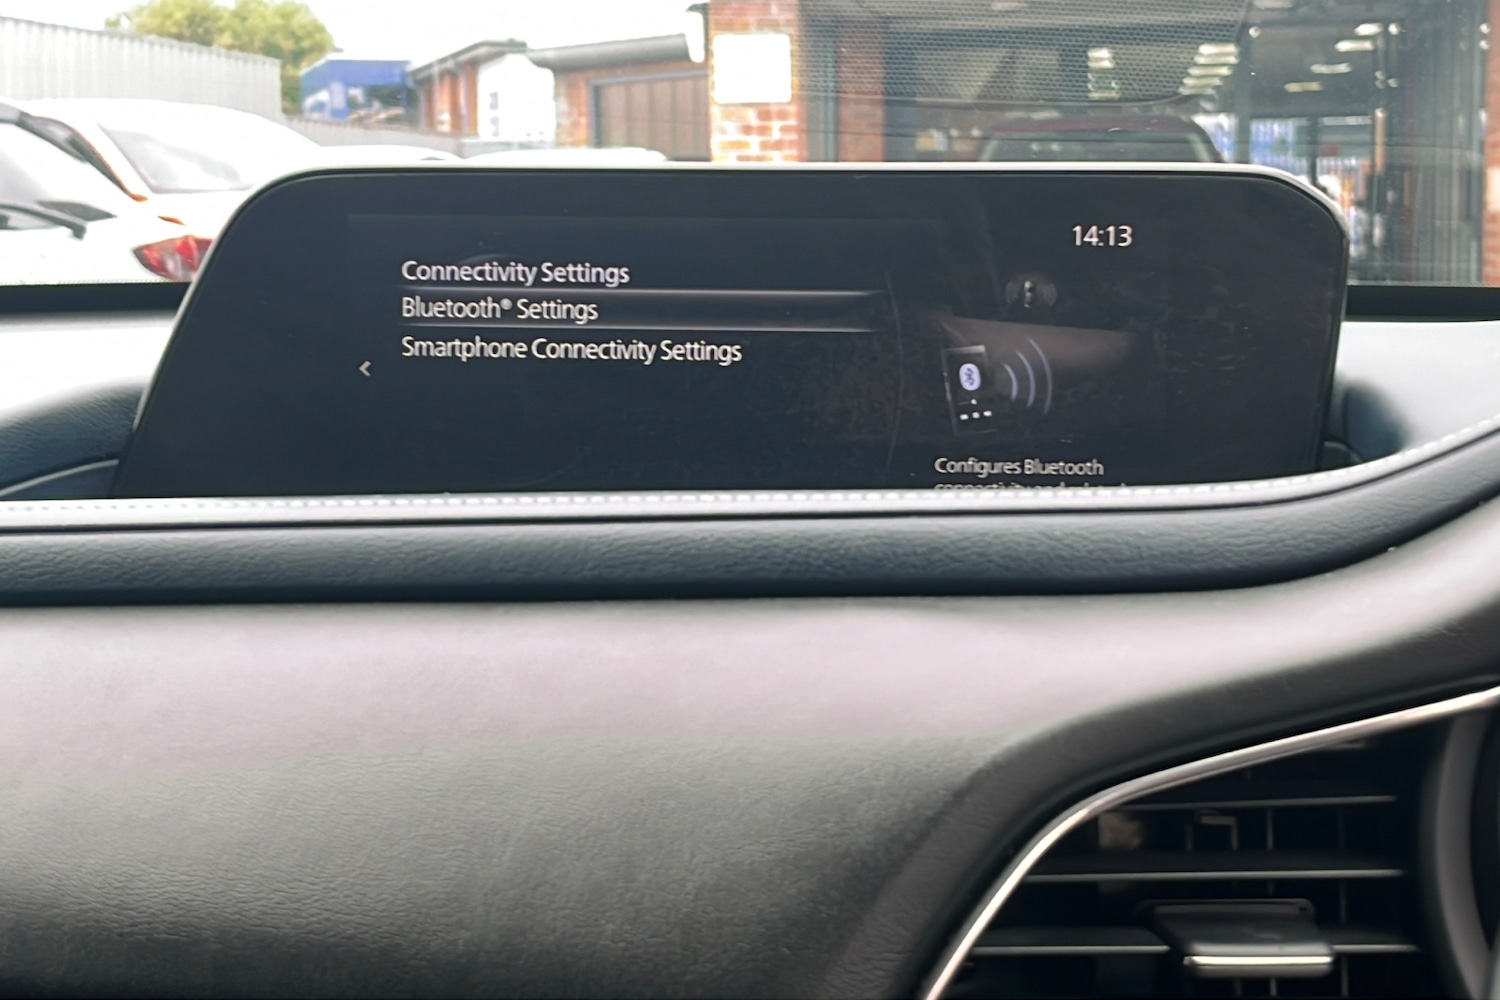 14:13
Connectivity Settings
Bluetooth® Settings
Smartphone Connectivity Settings
Configures Bluetooth